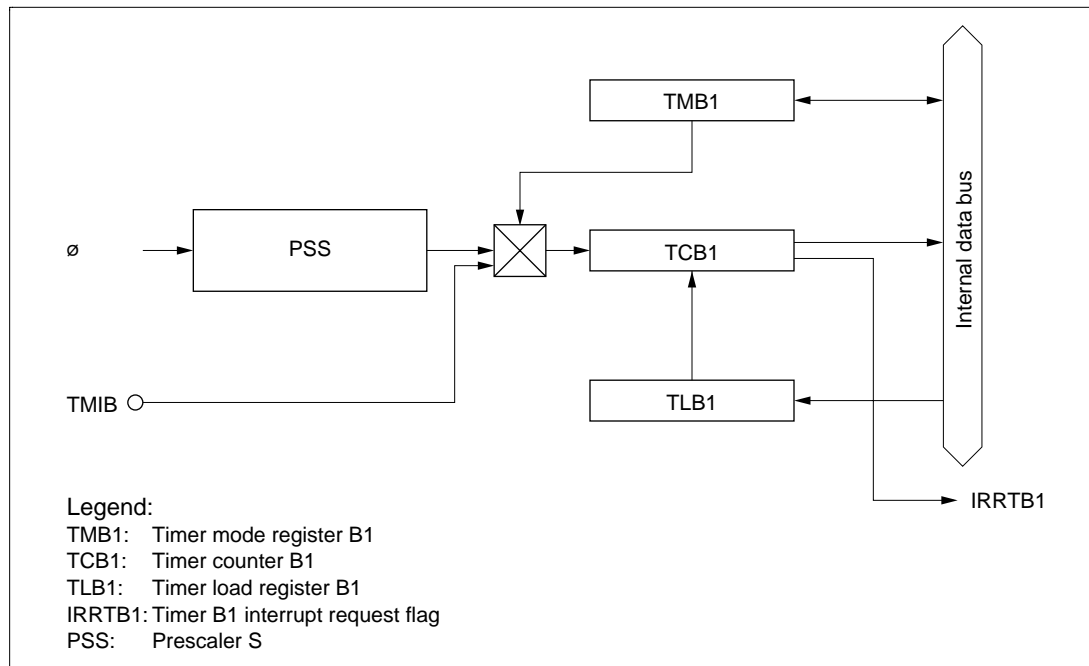 TMB1
ø
PSS
TCB1
Internal data bus
TMIB
TLB1
IRRTB1
Legend:
TMB1: Timer mode register B1
TCB1: Timer counter B1
TLB1: Timer load register B1
IRRTB1: Timer B1 interrupt request flag
PSS: Prescaler S